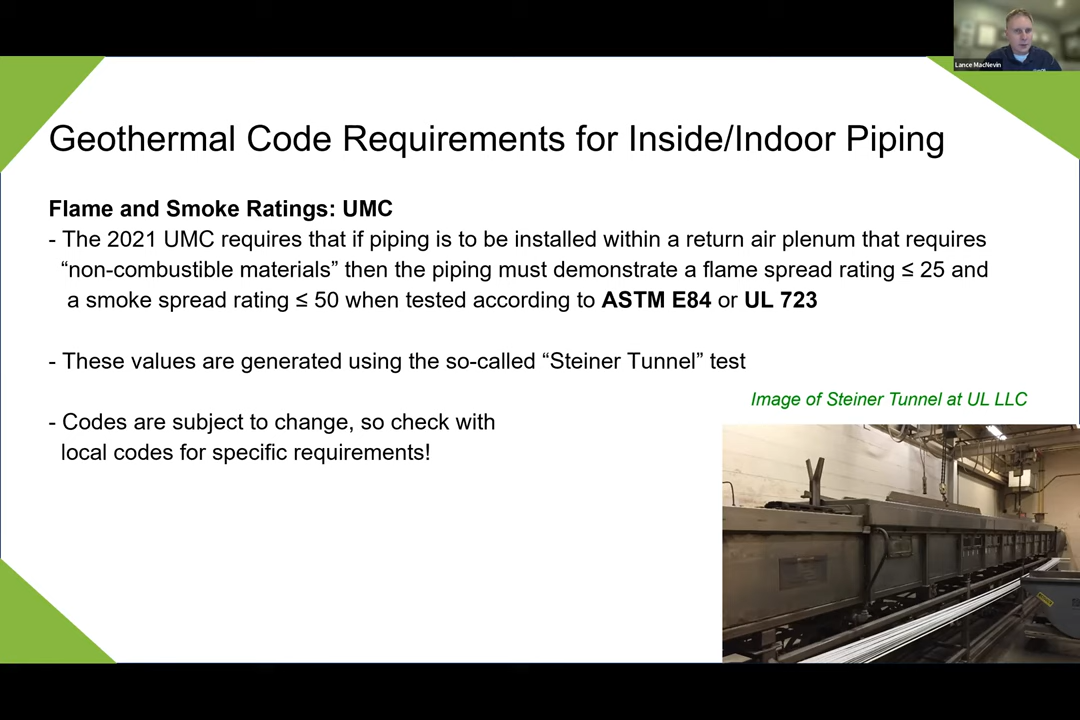 Lance MacNevin
Geothermal Code Requirements for Inside/Indoor Piping
Flame and Smoke Ratings: UMC
- The 2021 UMC requires that if piping is to be installed within a return air plenum that requires
“non-combustible materials” then the piping must demonstrate a flame spread rating ≤ 25 and
a smoke spread rating ≤ 50 when tested according to ASTM E84 or UL 723
- These values are generated using the so-called “Steiner Tunnel” test
Image of Steiner Tunnel at UL LLC
- Codes are subject to change, so check with
local codes for specific requirements!